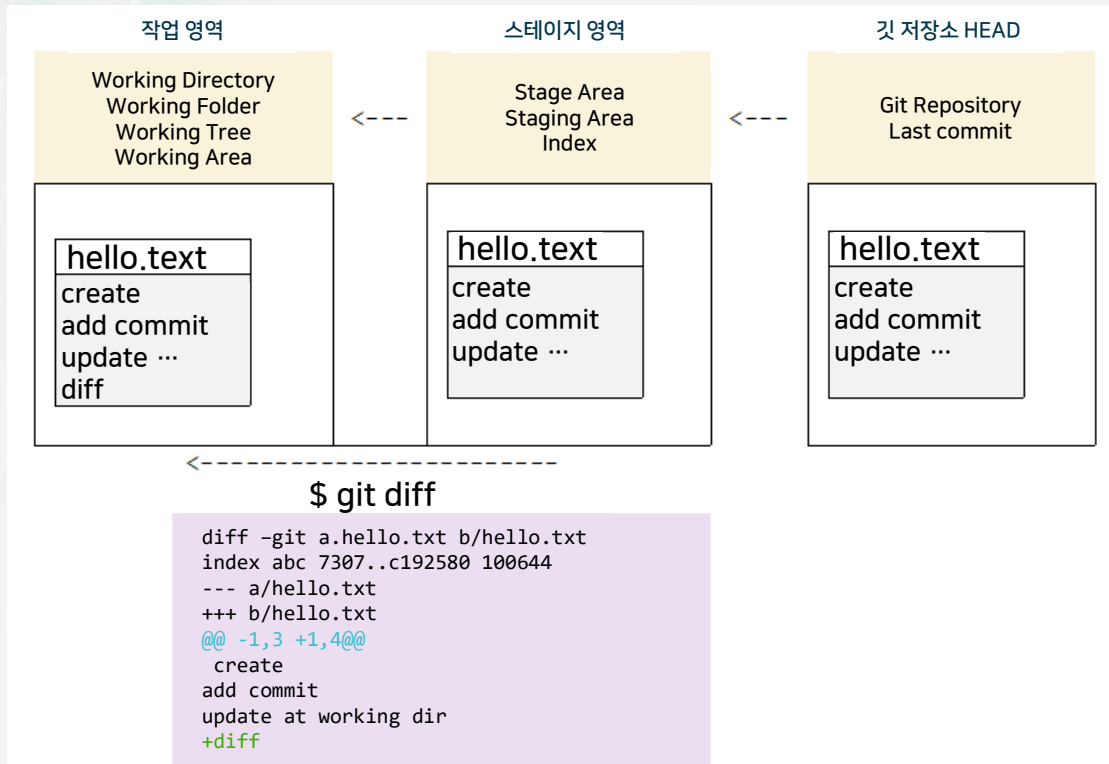 작업 영역
스테이지 영역
깃 저장소 HEAD
Working Directory
Working Folder
Working Tree
Working Area
<---
Stage Area
Staging Area
Index
<---
Git Repository
Last commit
hello.text
create
add commit
update ⋯
diff
hello.text
create
add commit
update ⋯
hello.text
create
add commit
update ⋯
<------------------------
$ git diff
diff –git a.hello.txt b/hello.txt
index abc 7307..c192580 100644
--- a/hello.txt
+++ b/hello.txt
@@ -1,3 +1,4@@
create
add commit
update at working dir
+diff